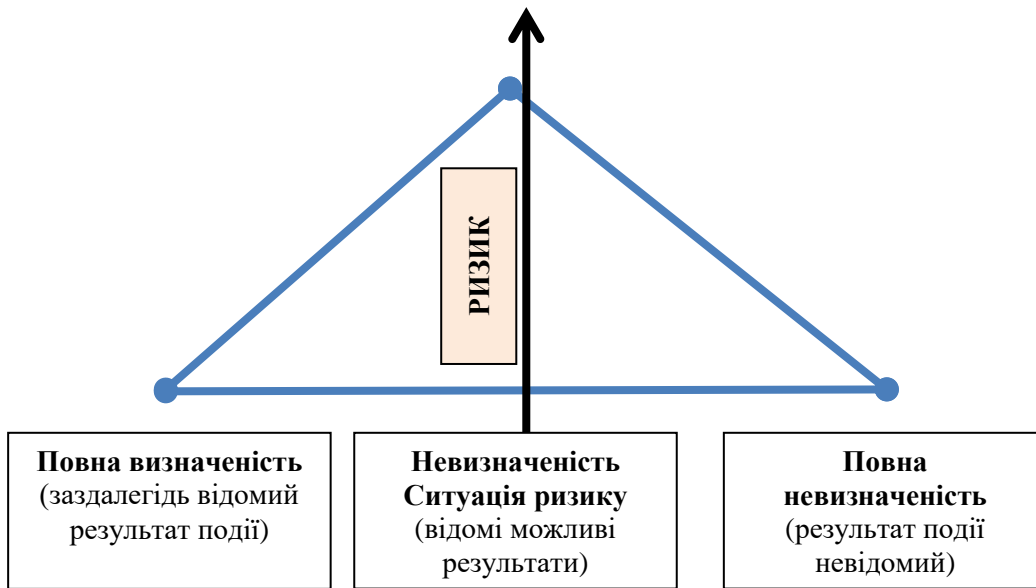 РИЗИК
Повна визначеність
(заздалегідь відомий
результат події)
Невизначеність
Ситуація ризику
(відомі можливі
результати)
Повна
невизначеність
(результат події
невідомий)